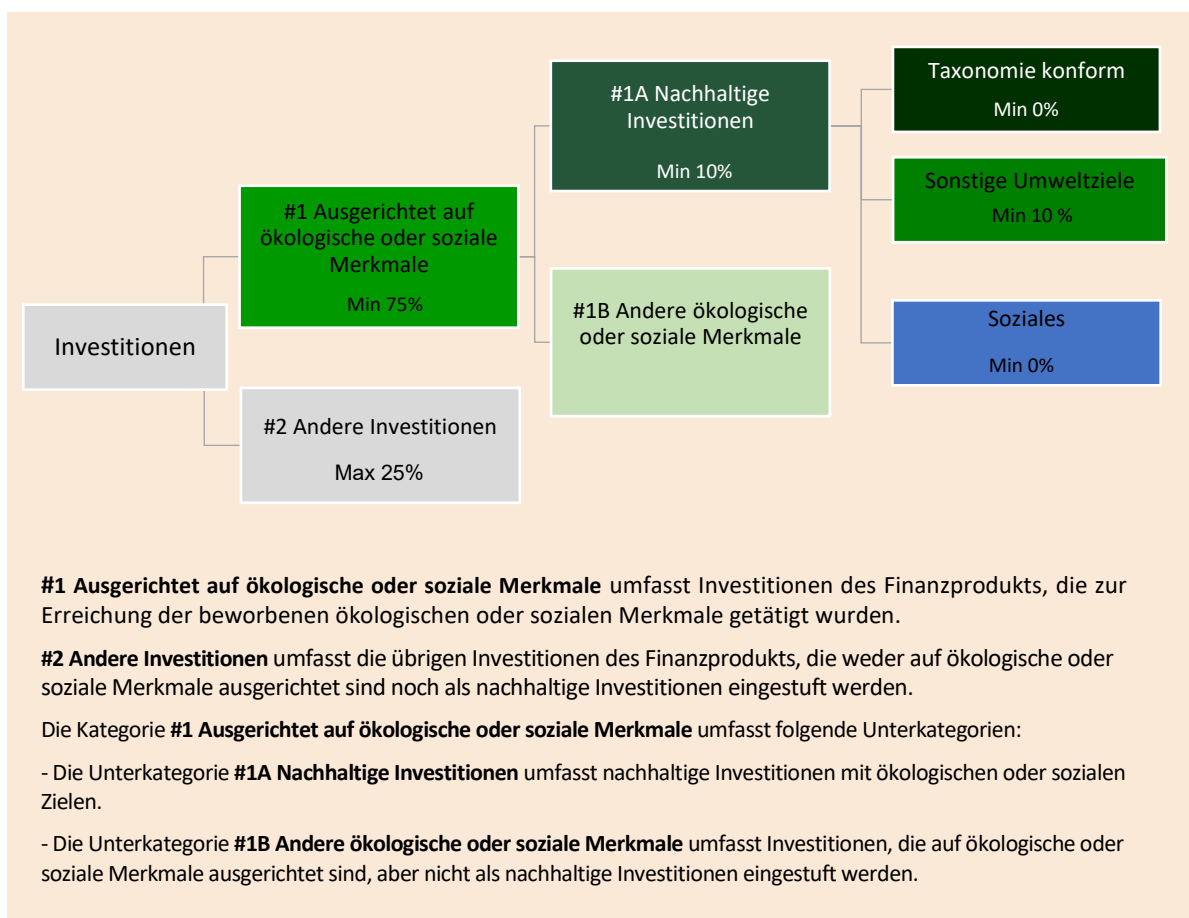 Investitionen
#1 Ausgerichtet auf
ökologische oder soziale
Merkmale
Min 75%
#2 Andere Investitionen
Max 25%
#1A Nachhaltige
Investitionen
Min 10%
#1B Andere ökologische
oder soziale Merkmale
Taxonomie konform
Min 0%
Sonstige Umweltziele
Min 10 %
Soziales
Min 0%
#1 Ausgerichtet auf ökologische oder soziale Merkmale umfasst Investitionen des Finanzprodukts, die zur
Erreichung der beworbenen ökologischen oder sozialen Merkmale getätigt wurden.
#2 Andere Investitionen umfasst die übrigen Investitionen des Finanzprodukts, die weder auf ökologische oder
soziale Merkmale ausgerichtet sind noch als nachhaltige Investitionen eingestuft werden.
Die Kategorie #1 Ausgerichtet auf ökologische oder soziale Merkmale umfasst folgende Unterkategorien:
- Die Unterkategorie #1A Nachhaltige Investitionen umfasst nachhaltige Investitionen mit ökologischen oder sozialen
Zielen.
- Die Unterkategorie #1B Andere ökologische oder soziale Merkmale umfasst Investitionen, die auf ökologische oder
soziale Merkmale ausgerichtet sind, aber nicht als nachhaltige Investitionen eingestuft werden.